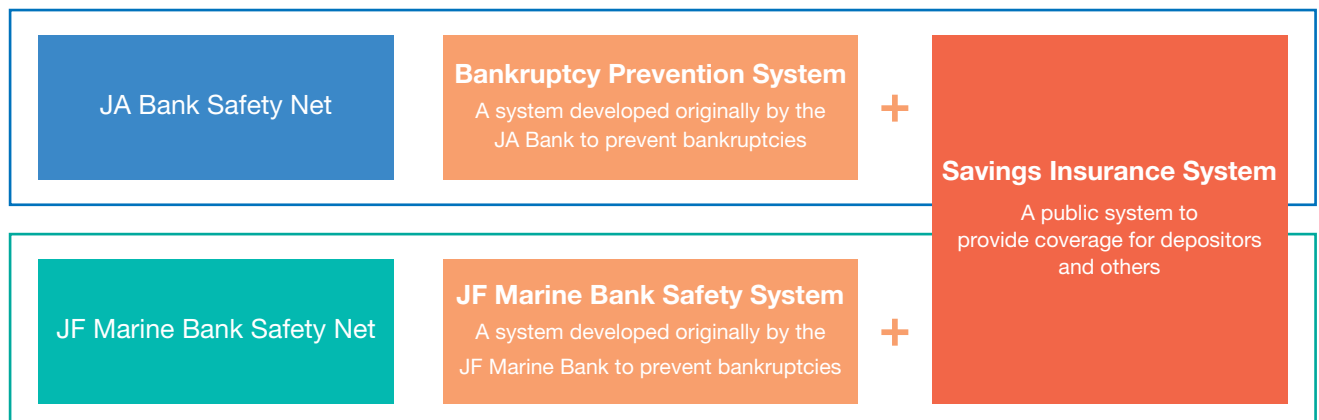 JA Bank Safety Net
Bankruptcy Prevention System
A system developed originally by the
JA Bank to prevent bankruptcies
+
Savings Insurance System
A public system to
provide coverage for depositors
and others
JF Marine Bank Safety Net
JF Marine Bank Safety System
A system developed originally by the
JF Marine Bank to prevent bankruptcies
+